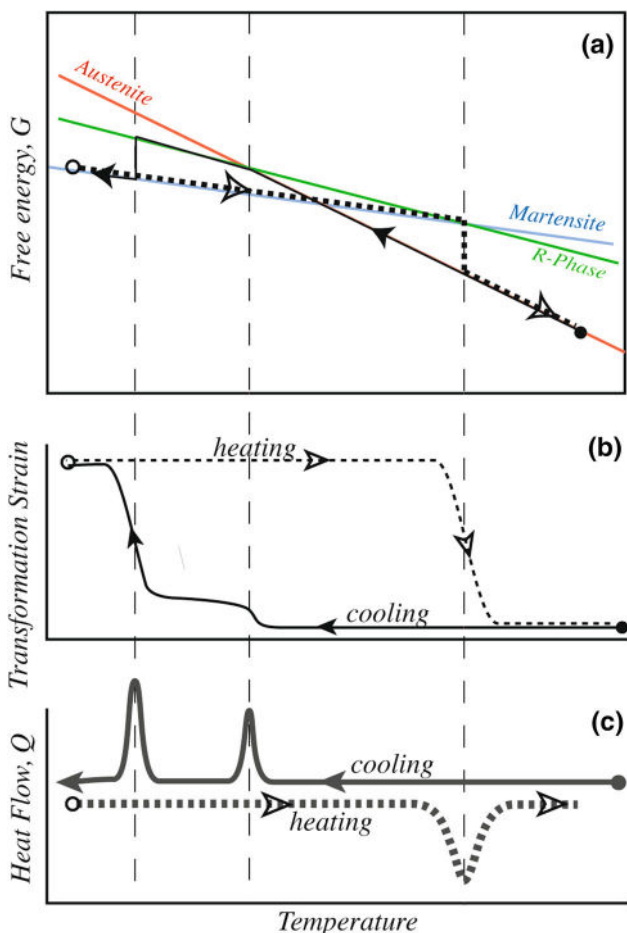 (a)
Austenite
Free energy, G
Martensite
R-Phase
(b)
heating
Transformation Strain
cooling
(c)
cooling
Heat Flow, Q
heating
Temperature